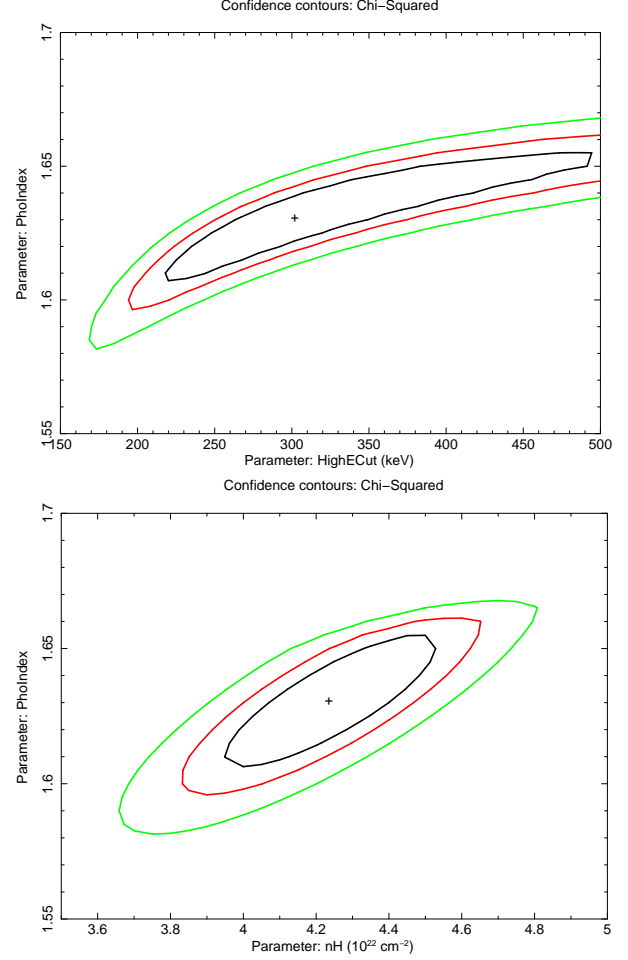 Confidence contours: Chi−Squared
1.7
1.65
1.6
1.55
Parameter: PhoIndex
150 200 250 300 350 400 450 500
Parameter: HighECut (keV)
Confidence contours: Chi−Squared
1.7
1.65
1.6
1.55
Parameter: PhoIndex
3.6 3.8 4 4.2 4.4 4.6 4.8 5
Parameter: nH (10²² cm⁻²)